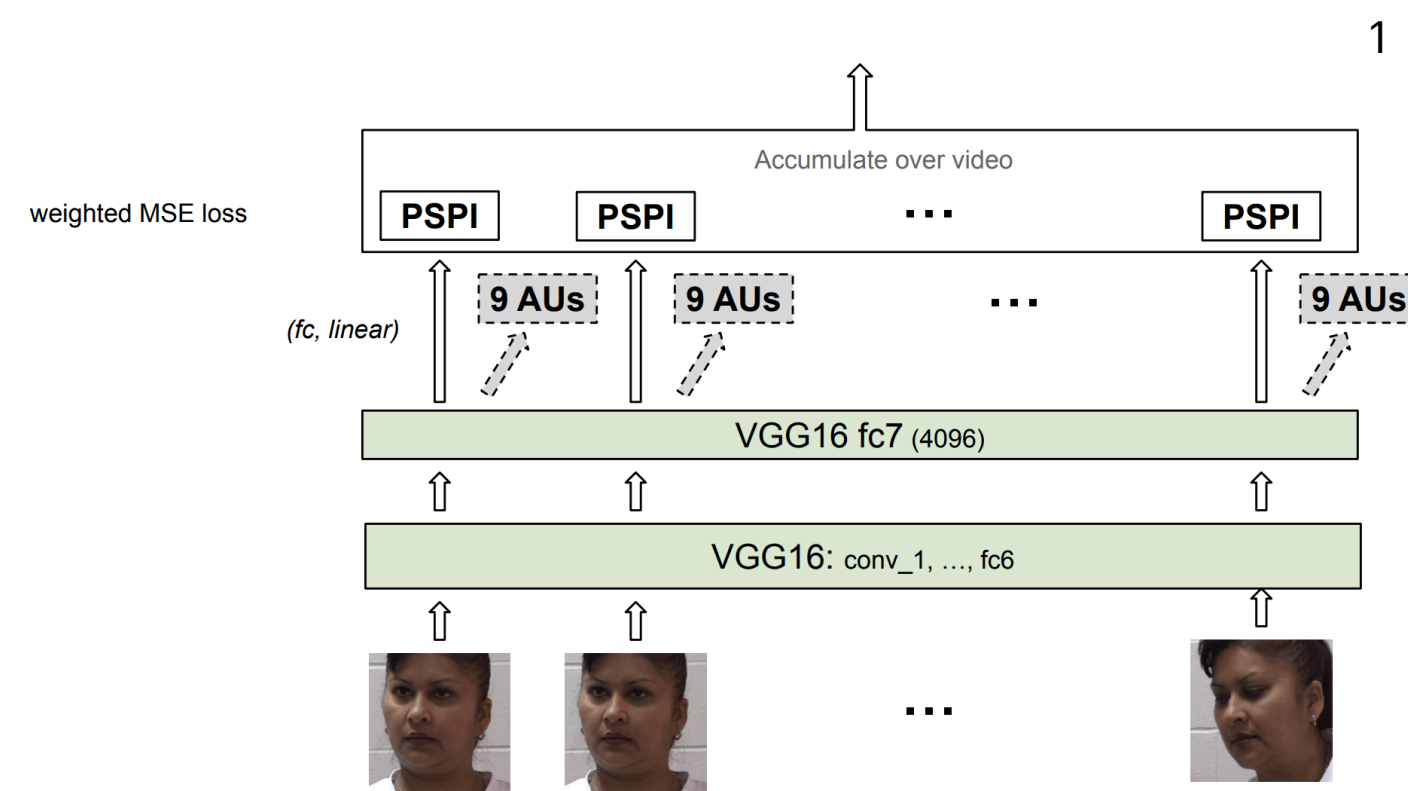 1
Accumulate over video
weighted MSE loss
PSPI
PSPI
...
PSPI
(fc, linear)
9 AUs
9 AUs
...
9 AUs
VGG16 fc7 (4096)
VGG16: conv_1, ..., fc6
...